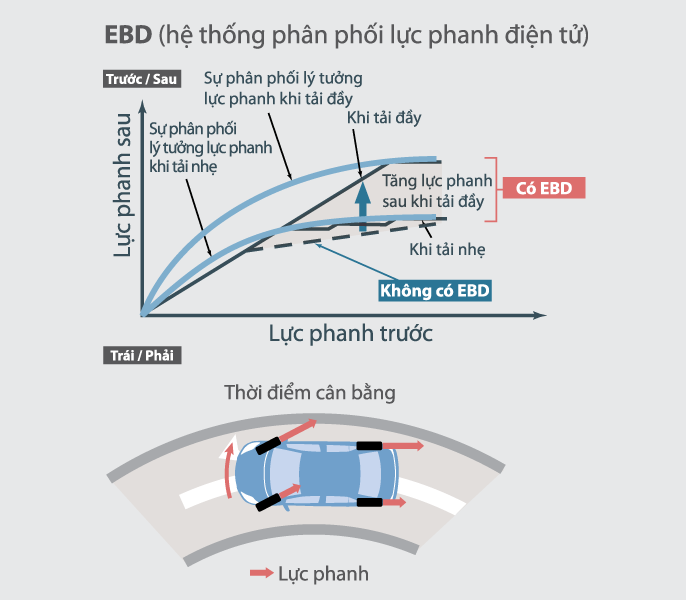 EBD (hệ thống phân phối lực phanh điện tử)
Trước / Sau
Sự phân phối lý tưởng
lực phanh khi tải đầy
Khi tải đầy
Sự phân phối
lý tưởng lực phanh
khi tải nhẹ
Lực phanh sau
Tăng lực phanh
sau khi tải đầy
Có EBD
Khi tải nhẹ
Không có EBD
Lực phanh trước
Trái / Phải
Thời điểm cân bằng
Lực phanh